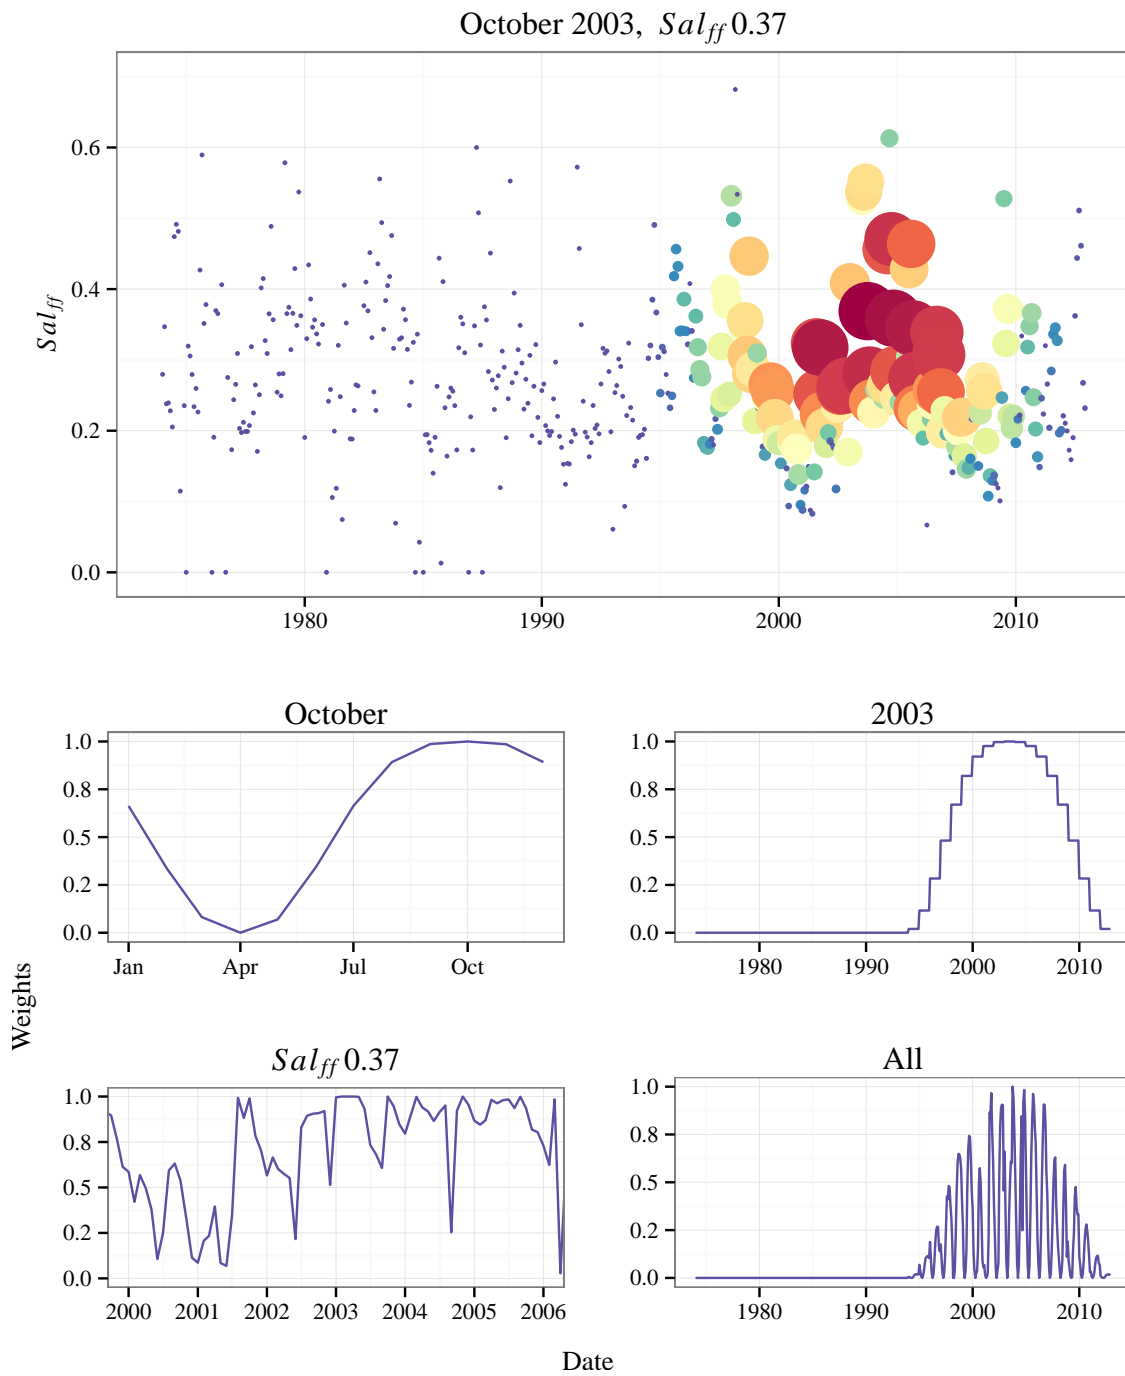 October 2003, Sal_ff 0.37
Sal_ff
0.6
0.4
0.2
0.0
1980 1990 2000 2010
October 2003
1.0 1.0
0.8 0.8
0.5 0.5
0.2 0.2
0.0 0.0
Jan Apr Jul Oct 1980 1990 2000 2010
Weights
Sal_ff 0.37 All
1.0 1.0
0.8 0.8
0.5 0.5
0.2 0.2
0.0 0.0
2000 2001 2002 2003 2004 2005 2006 1980 1990 2000 2010
Date